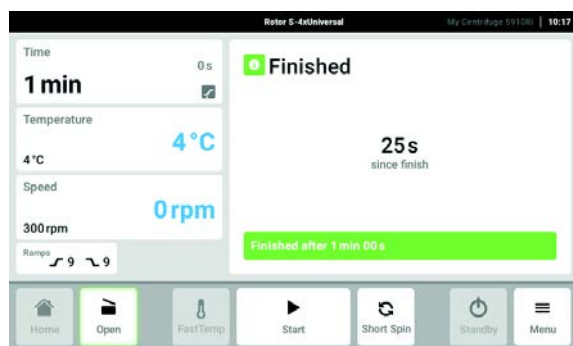 Rotor S-4xUniversal
My Centrifuge 5910Ri
10:17
Time
0 s
1 min
Temperature
4 °C
4 °C
Speed
0 rpm
300 rpm
Ramps
9 9
Finished
25 s
since finish
Finished after 1 min 00 s
Home
Open
FastTemp
Start
Short Spin
Standby
Menu